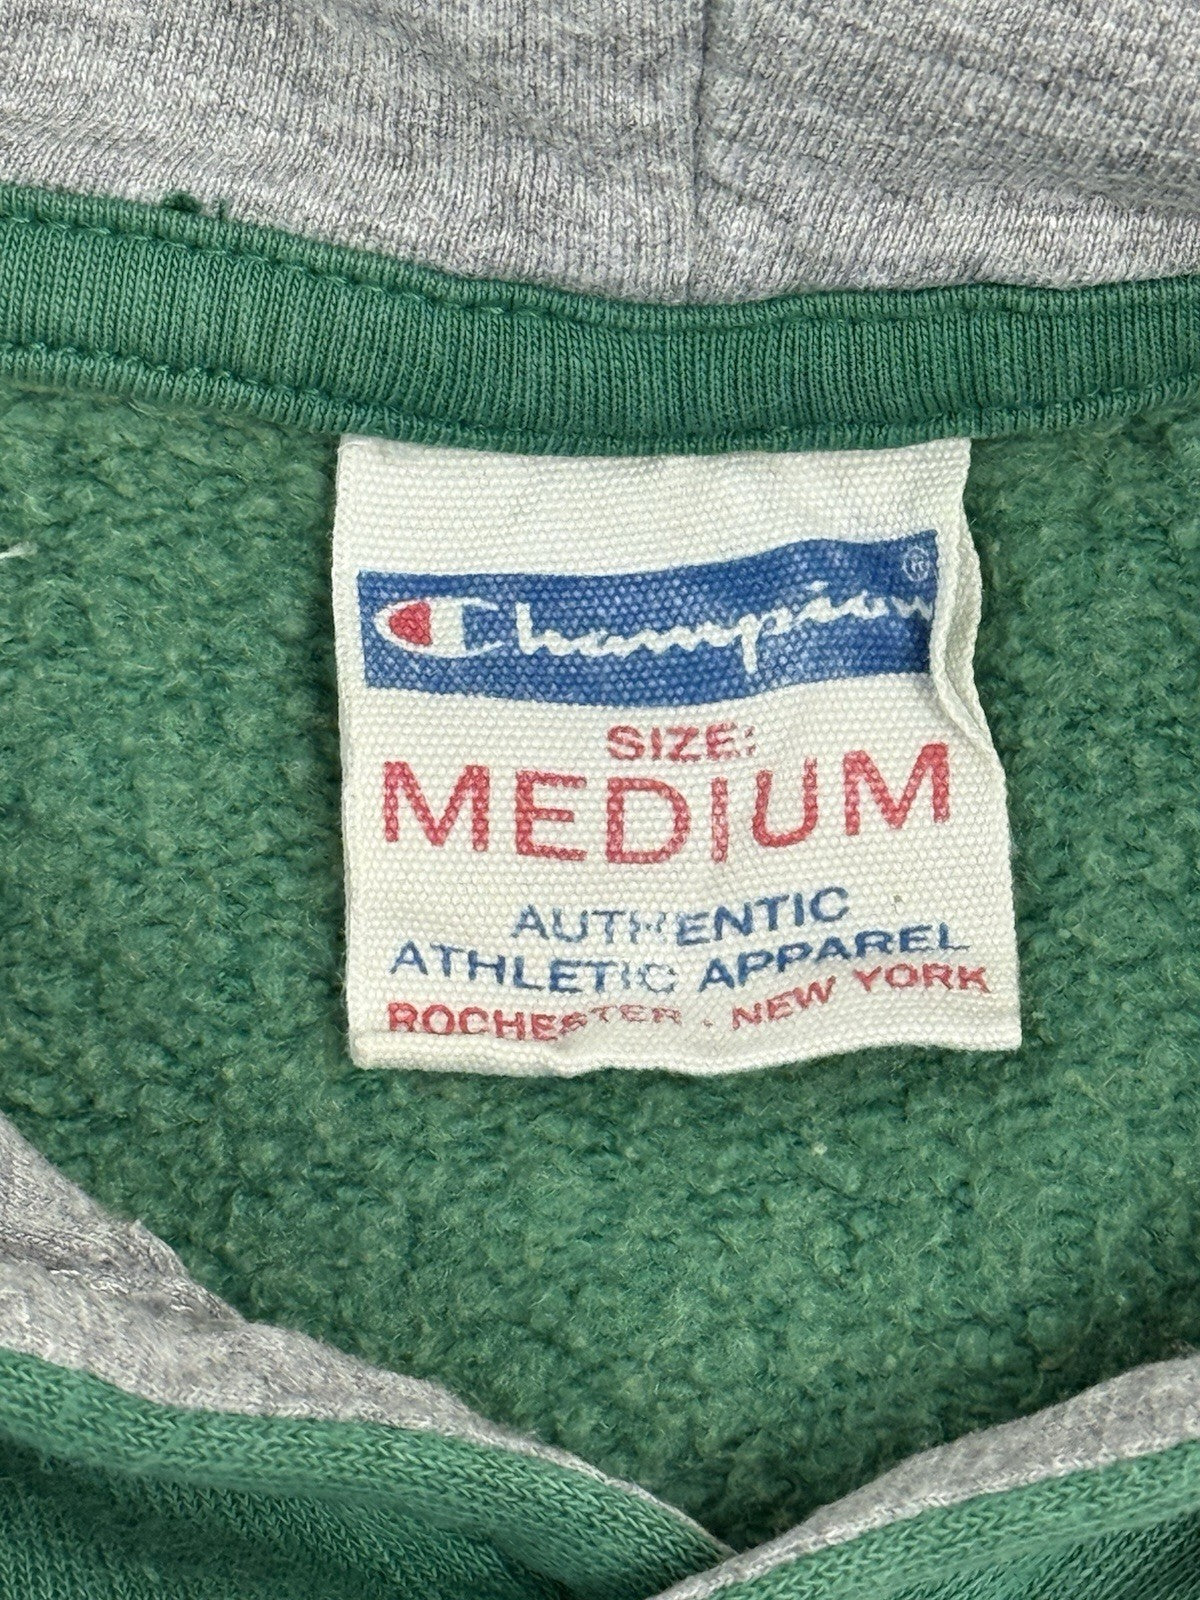 Champion ®
SIZE:
MEDIUM
AUTHENTIC
ATHLETIC APPAREL
ROCHESTER . NEW YORK